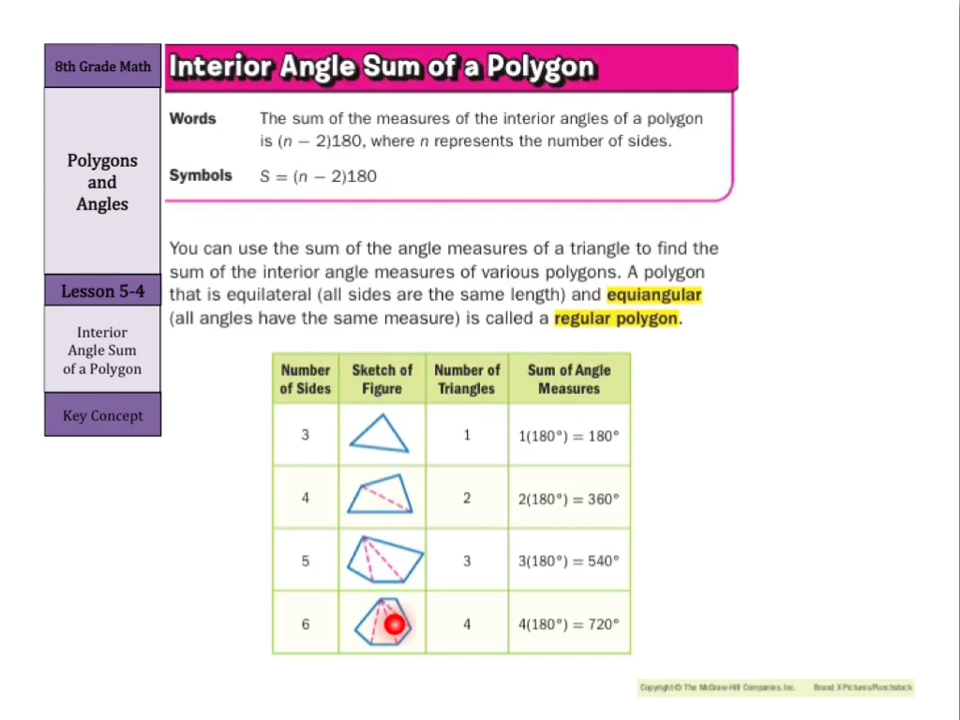 8th Grade Math
Polygons
and
Angles
Lesson 5-4
Interior
Angle Sum
of a Polygon
Key Concept
Interior Angle Sum of a Polygon
Words The sum of the measures of the interior angles of a polygon
is (n − 2)180, where n represents the number of sides.
Symbols S = (n − 2)180
You can use the sum of the angle measures of a triangle to find the
sum of the interior angle measures of various polygons. A polygon
that is equilateral (all sides are the same length) and equiangular
(all angles have the same measure) is called a regular polygon.
Number Sketch of Number of Sum of Angle
of Sides Figure Triangles Measures
3 1 1(180°) = 180°
4 2 2(180°) = 360°
5 3 3(180°) = 540°
6 4 4(180°) = 720°
Copyright © The McGraw-Hill Companies, Inc. Brand X Pictures/Punchstock